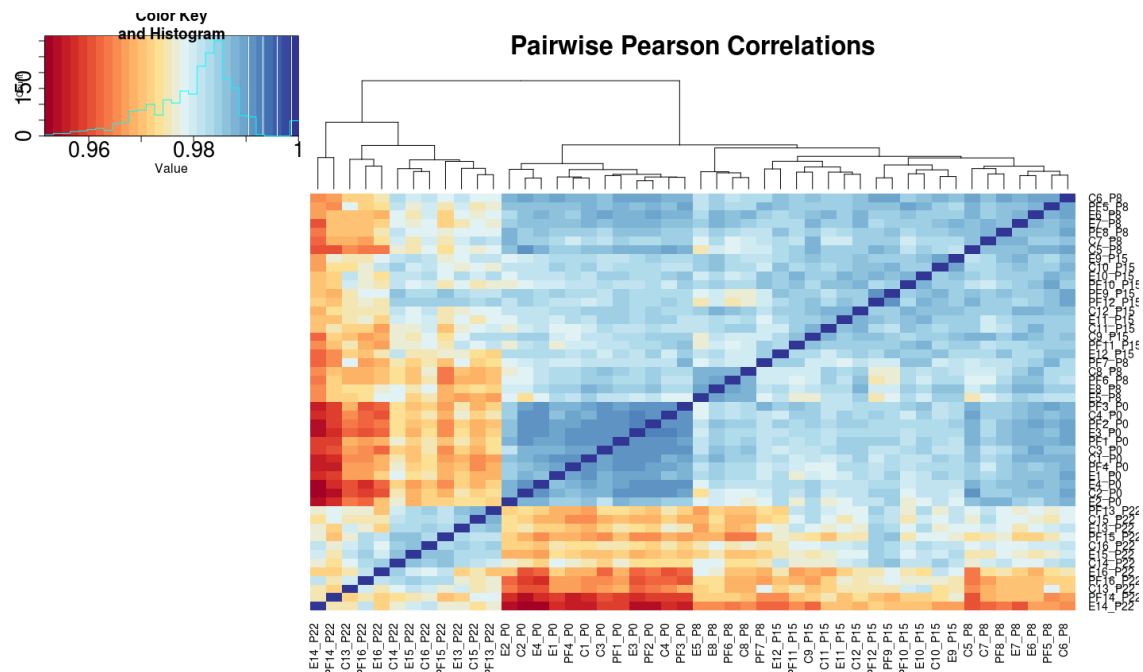 Color Key
and Histogram
0
150
0.96
0.98
1
Value
Pairwise Pearson Correlations
C6_P8
PF5_P8
E6_P8
E7_P8
PF8_P8
C7_P8
C5_P8
E9_P15
C10_P15
E10_P15
PF10_P15
PF9_P15
PF12_P15
C12_P15
E11_P15
C11_P15
C9_P15
PF11_P15
E12_P15
PF7_P8
C8_P8
PF6_P8
E8_P8
E5_P8
PF3_P0
C4_P0
PF2_P0
E3_P0
PF1_P0
C3_P0
C1_P0
PF4_P0
E1_P0
E4_P0
C2_P0
E2_P0
PF13_P22
C15_P22
E13_P22
PF15_P22
C16_P22
E15_P22
C14_P22
E16_P22
PF16_P22
C13_P22
PF14_P22
E14_P22
E14_P22
PF14_P22
C13_P22
PF16_P22
E16_P22
C14_P22
E15_P22
C16_P22
PF15_P22
E13_P22
C15_P22
PF13_P22
E2_P0
C2_P0
E4_P0
E1_P0
PF4_P0
C1_P0
C3_P0
PF1_P0
E3_P0
PF2_P0
C4_P0
PF3_P0
E5_P8
E8_P8
PF6_P8
C8_P8
PF7_P8
E12_P15
PF11_P15
C9_P15
C11_P15
E11_P15
C12_P15
PF12_P15
PF9_P15
PF10_P15
E10_P15
C10_P15
E9_P15
C5_P8
C7_P8
PF8_P8
E7_P8
E6_P8
PF5_P8
C6_P8